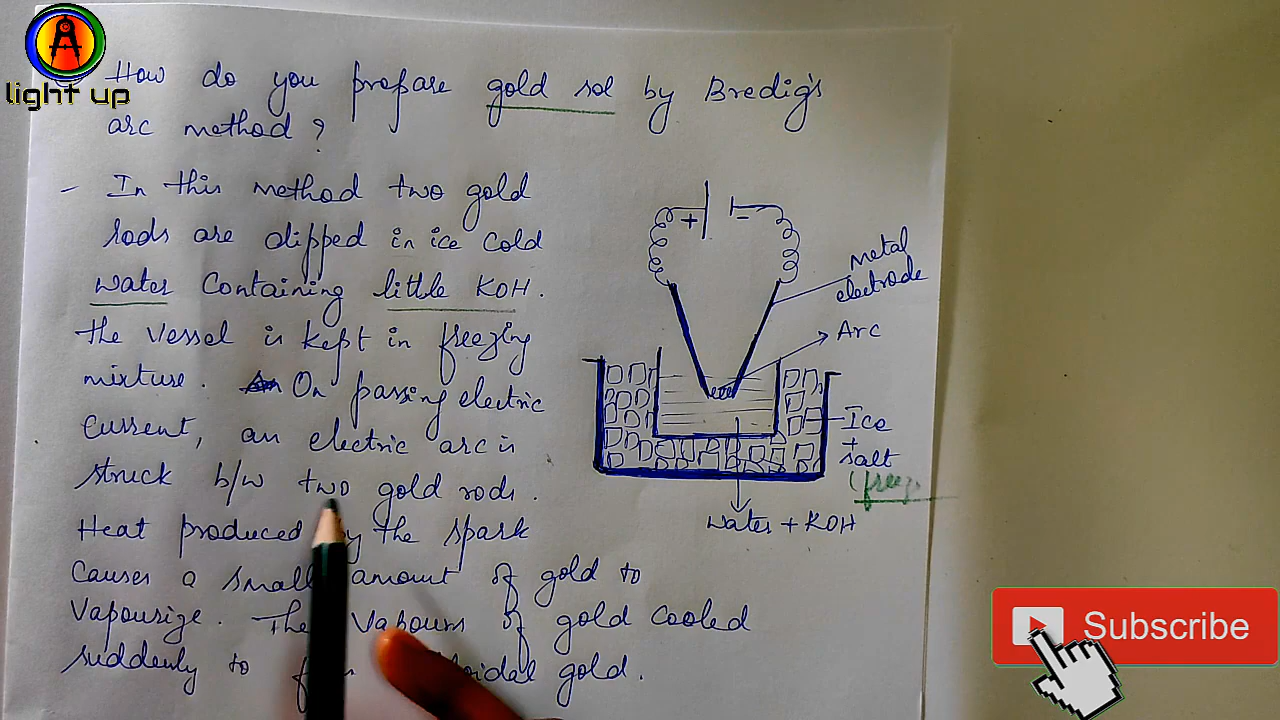 light up
How do you prepare gold sol by Bredig's
arc method ?
- In this method two gold
rods are dipped in ice cold
water containing little KOH.
the vessel is kept in freezing
mixture. On passing electric
current, an electric arc is
struck b/w two gold rods.
Heat produced by the spark
causes a small amount of gold to
vapourize. The vapours of gold cooled
suddenly to gold.
+ -
metal
electrode
Arc
Ice
+
salt
(freez
water + KOH
Subscribe